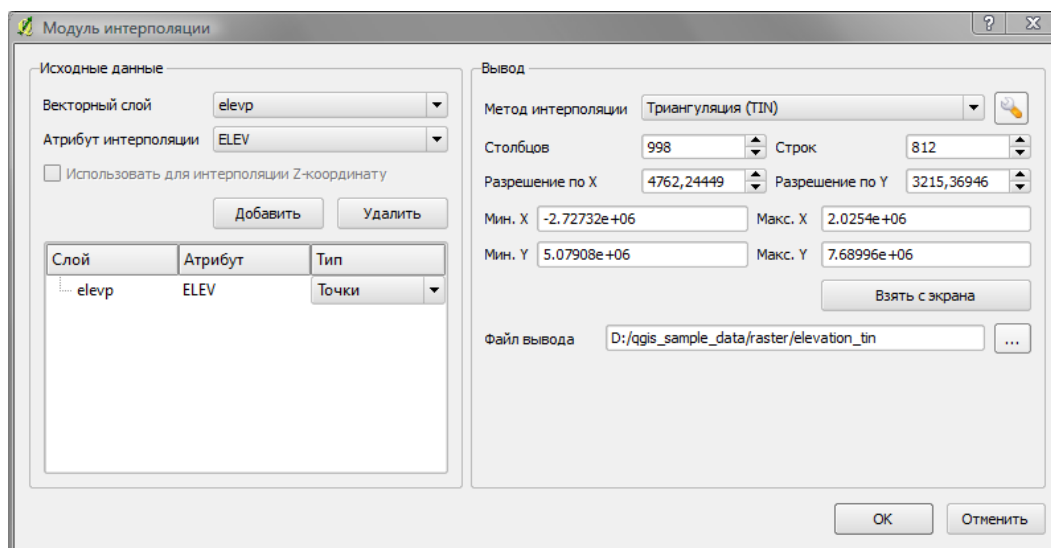 Модуль интерполяции
Исходные данные
Векторный слой elevp
Атрибут интерполяции ELEV
Использовать для интерполяции Z-координату
Добавить Удалить
Слой Атрибут Тип
elevp ELEV Точки
Вывод
Метод интерполяции Триангуляция (TIN)
Столбцов 998 Строк 812
Разрешение по X 4762,24449 Разрешение по Y 3215,36946
Мин. X -2.72732e+06 Макс. X 2.0254e+06
Мин. Y 5.07908e+06 Макс. Y 7.68996e+06
Взять с экрана
Файл вывода D:/qgis_sample_data/raster/elevation_tin ...
OK Отменить